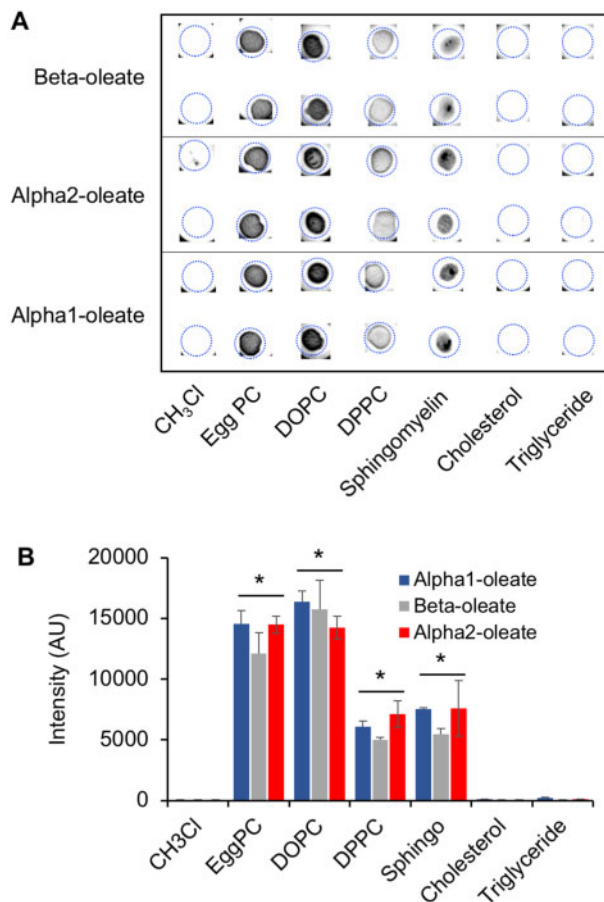 A
Beta-oleate
Alpha2-oleate
Alpha1-oleate
CH₃Cl
Egg PC
DOPC
DPPC
Sphingomyelin
Cholesterol
Triglyceride
B
20000
15000
10000
5000
0
Intensity (AU)
* * * *
Alpha1-oleate
Beta-oleate
Alpha2-oleate
CH3Cl
EggPC
DOPC
DPPC
Sphingo
Cholesterol
Triglyceride